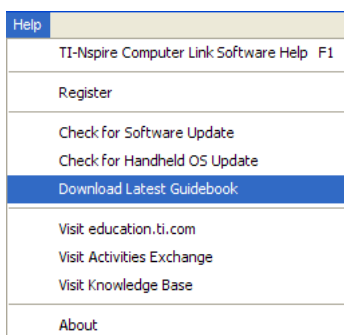 Help
TI-Nspire Computer Link Software Help F1
Register
Check for Software Update
Check for Handheld OS Update
Download Latest Guidebook
Visit education.ti.com
Visit Activities Exchange
Visit Knowledge Base
About